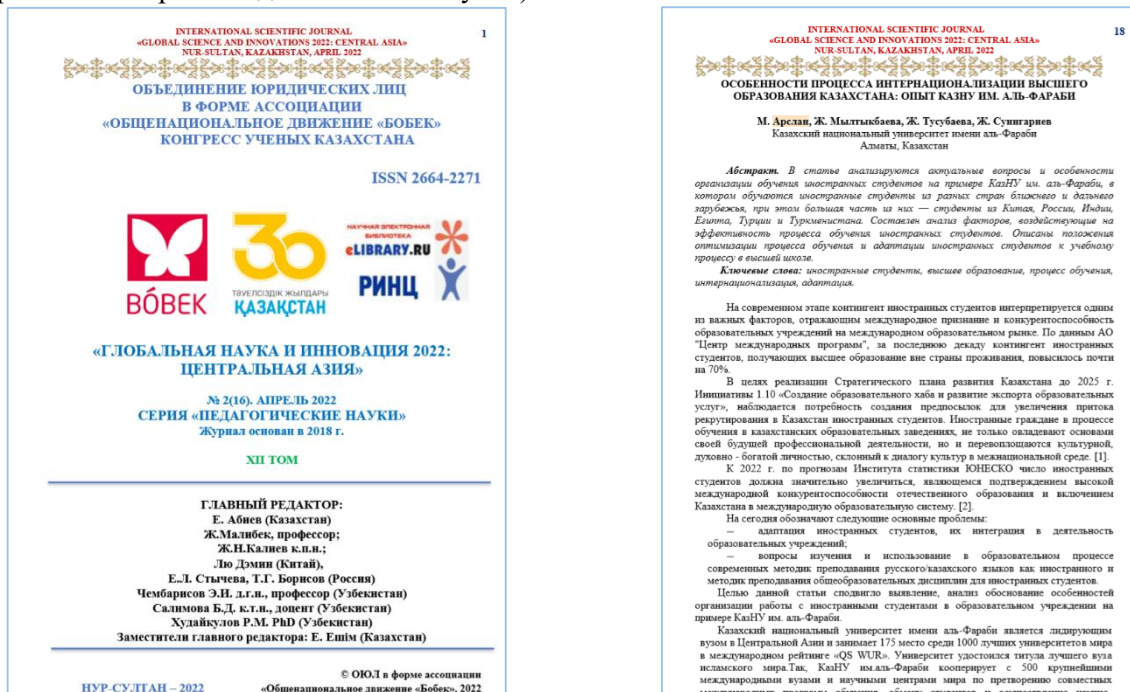 INTERNATIONAL SCIENTIFIC JOURNAL
«GLOBAL SCIENCE AND INNOVATIONS 2022: CENTRAL ASIA»
NUR-SULTAN, KAZAKHSTAN, APRIL 2022
1
ОБЪЕДИНЕНИЕ ЮРИДИЧЕСКИХ ЛИЦ
В ФОРМЕ АССОЦИАЦИИ
«ОБЩЕНАЦИОНАЛЬНОЕ ДВИЖЕНИЕ «БОБЕК»
КОНГРЕСС УЧЕНЫХ КАЗАХСТАНА
ISSN 2664-2271
BÓBEK
30
ТӘУЕЛСІЗДІК ЖЫЛДАРЫ
ҚАЗАҚСТАН
НАУЧНАЯ ЭЛЕКТРОННАЯ
БИБЛИОТЕКА
eLIBRARY.RU
РИНЦ
«ГЛОБАЛЬНАЯ НАУКА И ИННОВАЦИЯ 2022:
ЦЕНТРАЛЬНАЯ АЗИЯ»
№ 2(16). АПРЕЛЬ 2022
СЕРИЯ «ПЕДАГОГИЧЕСКИЕ НАУКИ»
Журнал основан в 2018 г.
XII ТОМ
ГЛАВНЫЙ РЕДАКТОР:
Е. Абиев (Казахстан)
Ж.Малибек, профессор;
Ж.Н.Калиев к.п.н.;
Лю Дэмин (Китай),
Е.Л. Стычева, Т.Г. Борисов (Россия)
Чембарисов Э.И. д.г.н., профессор (Узбекистан)
Салимова Б.Д. к.т.н., доцент (Узбекистан)
Худайкулов Р.М. PhD (Узбекистан)
Заместители главного редактора: Е. Ешім (Казахстан)
© ОЮЛ в форме ассоциации
НУР-СУЛТАН – 2022
«Общенациональное движение «Бобек», 2022
INTERNATIONAL SCIENTIFIC JOURNAL
«GLOBAL SCIENCE AND INNOVATIONS 2022: CENTRAL ASIA»
NUR-SULTAN, KAZAKHSTAN, APRIL 2022
18
ОСОБЕННОСТИ ПРОЦЕССА ИНТЕРНАЦИОНАЛИЗАЦИИ ВЫСШЕГО
ОБРАЗОВАНИЯ КАЗАХСТАНА: ОПЫТ КАЗНУ ИМ. АЛЬ-ФАРАБИ
М. Арслан, Ж. Мылтыкбаева, Ж. Тусубаева, Ж. Сунигариев
Казахский национальный университет имени аль-Фараби
Алматы, Казахстан
Абстракт. В статье анализируются актуальные вопросы и особенности
организации обучения иностранных студентов на примере КазНУ им. аль-Фараби, в
котором обучаются иностранные студенты из разных стран ближнего и дальнего
зарубежья, при этом большая часть из них — студенты из Китая, России, Индии,
Египта, Турции и Туркменистана. Составлен анализ факторов, воздействующие на
эффективность процесса обучения иностранных студентов. Описаны положения
оптимизации процесса обучения и адаптации иностранных студентов к учебному
процессу в высшей школе.
Ключевые слова: иностранные студенты, высшее образование, процесс обучения,
интернационализация, адаптация.
На современном этапе контингент иностранных студентов интерпретируется одним
из важных факторов, отражающим международное признание и конкурентоспособность
образовательных учреждений на международном образовательном рынке. По данным АО
"Центр международных программ", за последнюю декаду контингент иностранных
студентов, получающих высшее образование вне страны проживания, повысилось почти
на 70%.
В целях реализации Стратегического плана развития Казахстана до 2025 г.
Инициативы 1.10 «Создание образовательного хаба и развитие экспорта образовательных
услуг», наблюдается потребность создания предпосылок для увеличения притока
рекрутирования в Казахстан иностранных студентов. Иностранные граждане в процессе
обучения в казахстанских образовательных заведениях, не только овладевают основами
своей будущей профессиональной деятельности, но и перевоплощаются культурной,
духовно - богатой личностью, склонный к диалогу культур в межнациональной среде. [1].
К 2022 г. по прогнозам Института статистики ЮНЕСКО число иностранных
студентов должна значительно увеличиться, являющемся подтверждением высокой
международной конкурентоспособности отечественного образования и включением
Казахстана в международную образовательную систему. [2].
На сегодня обозначают следующие основные проблемы:
– адаптация иностранных студентов, их интеграция в деятельность
образовательных учреждений;
– вопросы изучения и использование в образовательном процессе
современных методик преподавания русского/казахского языков как иностранного и
методик преподавания общеобразовательных дисциплин для иностранных студентов.
Целью данной статьи сподвигло выявление, анализ обоснование особенностей
организации работы с иностранными студентами в образовательном учреждении на
примере КазНУ им. аль-Фараби.
Казахский национальный университет имени аль-Фараби является лидирующим
вузом в Центральной Азии и занимает 175 место среди 1000 лучших университетов мира
в международном рейтинге «QS WUR». Университет удостоился титула лучшего вуза
исламского мира.Так, КазНУ им.аль-Фараби кооперирует с 500 крупнейшими
международными вузами и научными центрами мира по претворению совместных